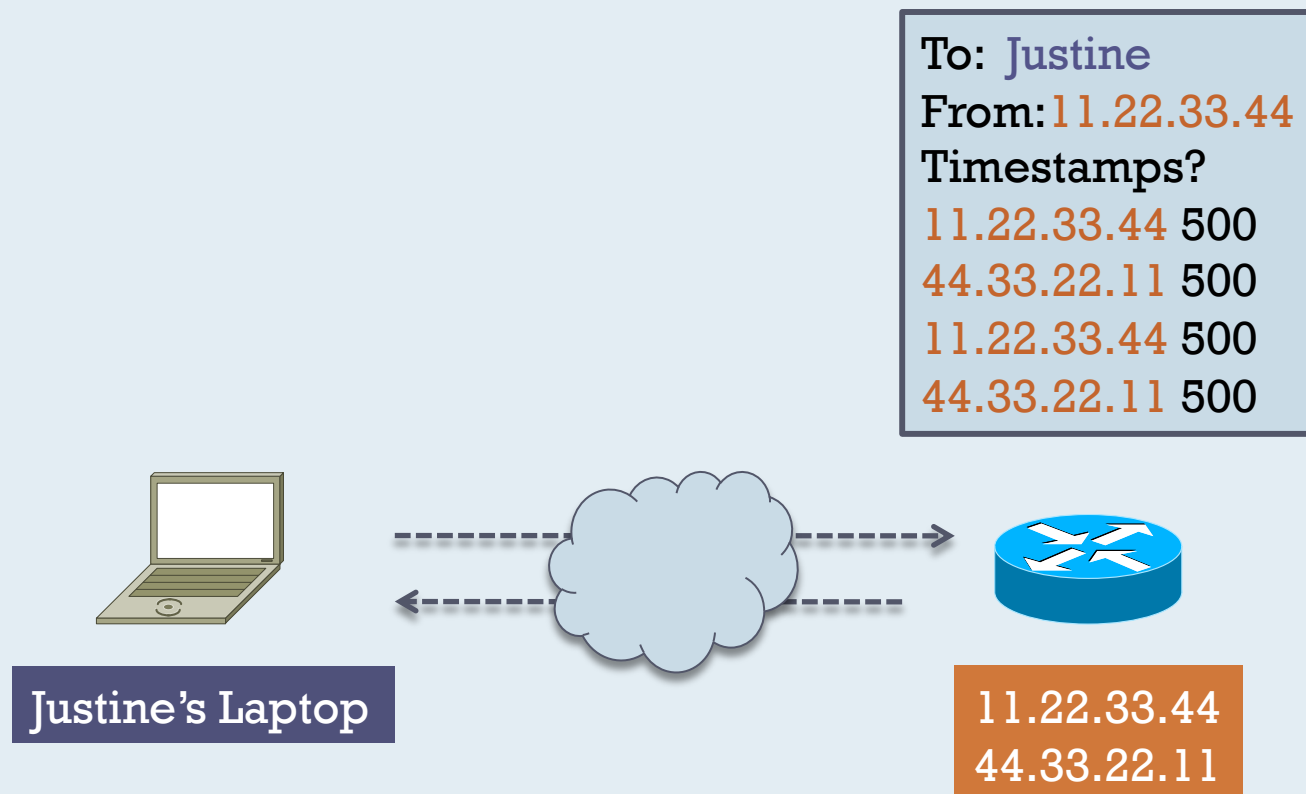 To: Justine
From:11.22.33.44
Timestamps?
11.22.33.44 500
44.33.22.11 500
11.22.33.44 500
44.33.22.11 500
Justine’s Laptop
11.22.33.44
44.33.22.11